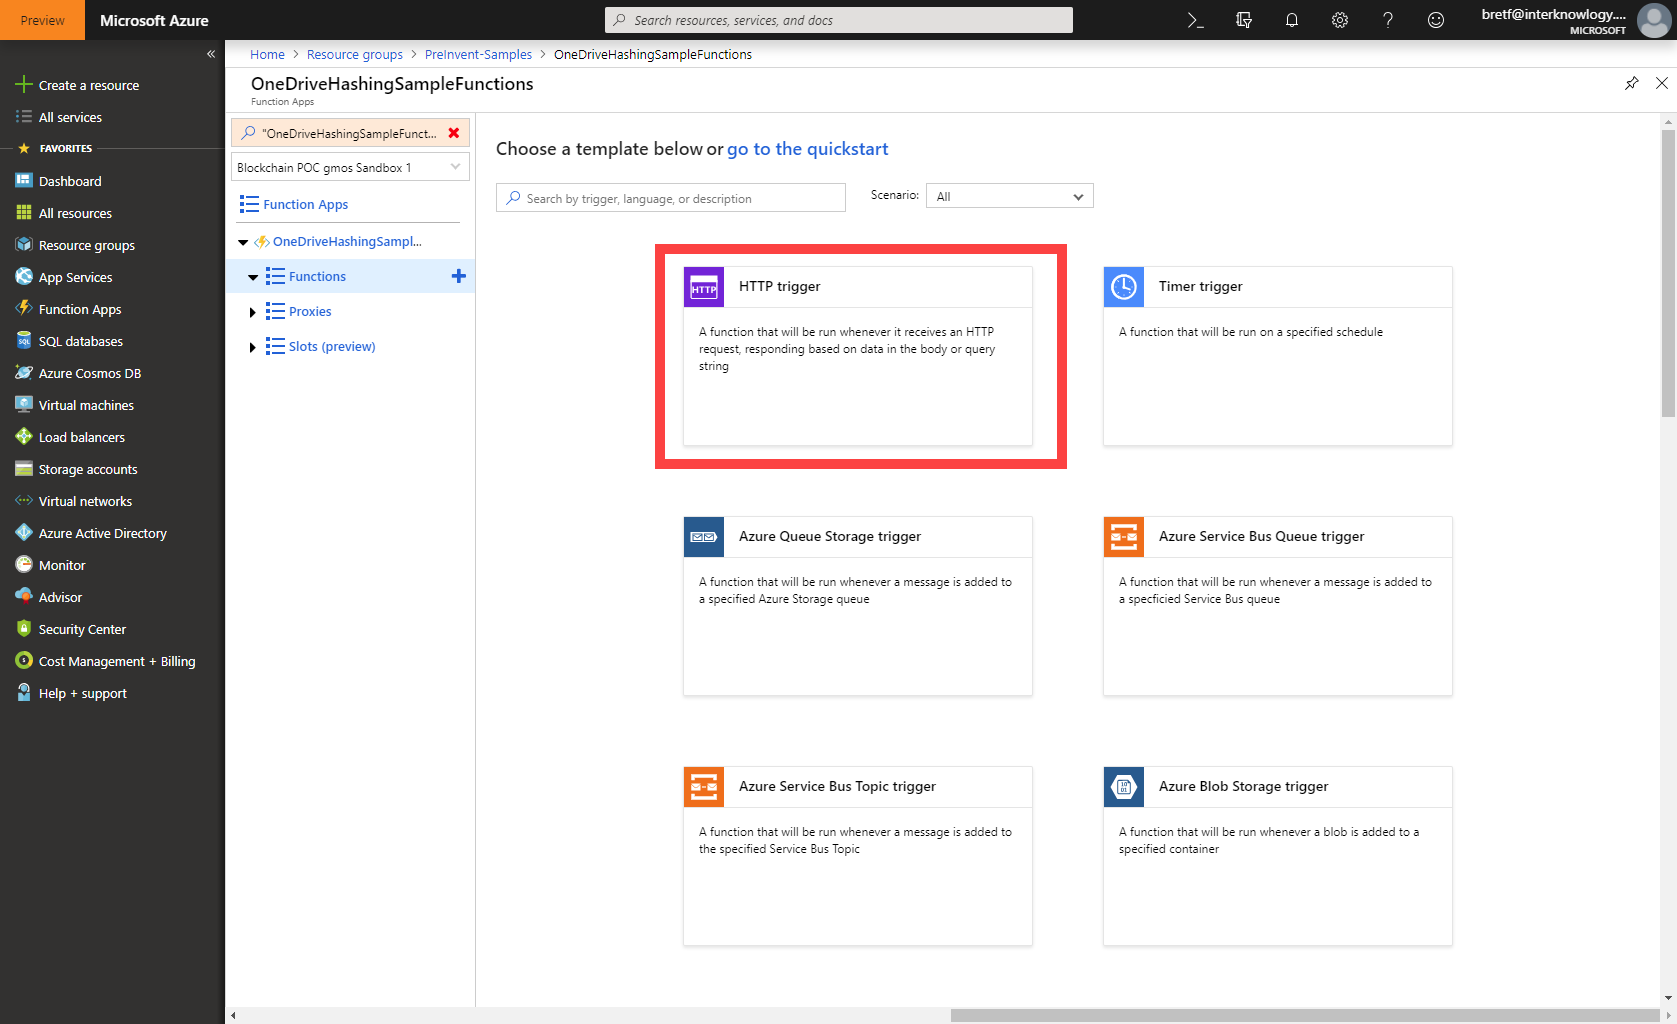 Preview
Microsoft Azure
Search resources, services, and docs
bretf@interknowlogy....
MICROSOFT
Home > Resource groups > PreInvent-Samples > OneDriveHashingSampleFunctions
OneDriveHashingSampleFunctions
Function Apps
Create a resource
All services
FAVORITES
Dashboard
All resources
Resource groups
App Services
Function Apps
SQL databases
Azure Cosmos DB
Virtual machines
Load balancers
Storage accounts
Virtual networks
Azure Active Directory
Monitor
Advisor
Security Center
Cost Management + Billing
Help + support
"OneDriveHashingSampleFunct...
Blockchain POC gmos Sandbox 1
Function Apps
OneDriveHashingSampl...
Functions
Proxies
Slots (preview)
Choose a template below or go to the quickstart
Search by trigger, language, or description
Scenario: All
HTTP
HTTP trigger
A function that will be run whenever it receives an HTTP
request, responding based on data in the body or query
string
Timer trigger
A function that will be run on a specified schedule
Azure Queue Storage trigger
A function that will be run whenever a message is added to
a specified Azure Storage queue
Azure Service Bus Queue trigger
A function that will be run whenever a message is added to
a specficied Service Bus queue
Azure Service Bus Topic trigger
A function that will be run whenever a message is added to
the specified Service Bus Topic
Azure Blob Storage trigger
A function that will be run whenever a blob is added to a
specified container